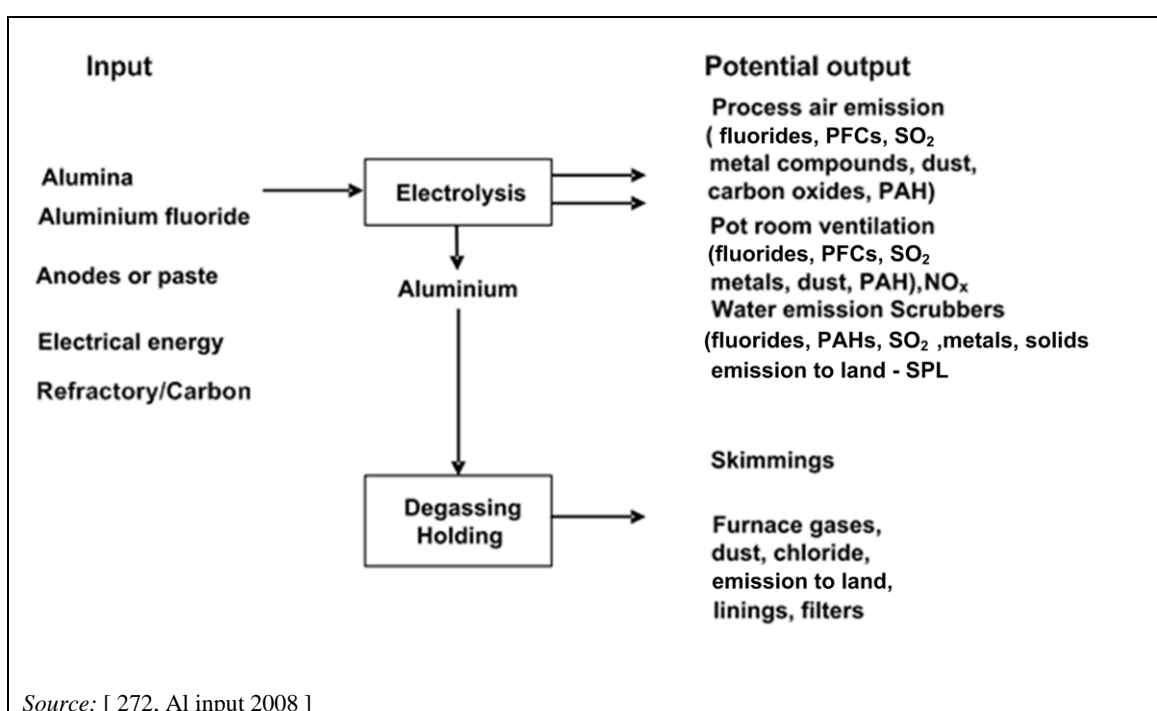 Input
Alumina
Aluminium fluoride
Anodes or paste
Electrical energy
Refractory/Carbon
Electrolysis
Aluminium
Degassing
Holding
Potential output
Process air emission
( fluorides, PFCs, SO₂
metal compounds, dust,
carbon oxides, PAH)
Pot room ventilation
(fluorides, PFCs, SO₂
metals, dust, PAH),NOₓ
Water emission Scrubbers
(fluorides, PAHs, SO₂ ,metals, solids
emission to land - SPL
Skimmings
Furnace gases,
dust, chloride,
emission to land,
linings, filters
Source: [ 272, Al input 2008 ]